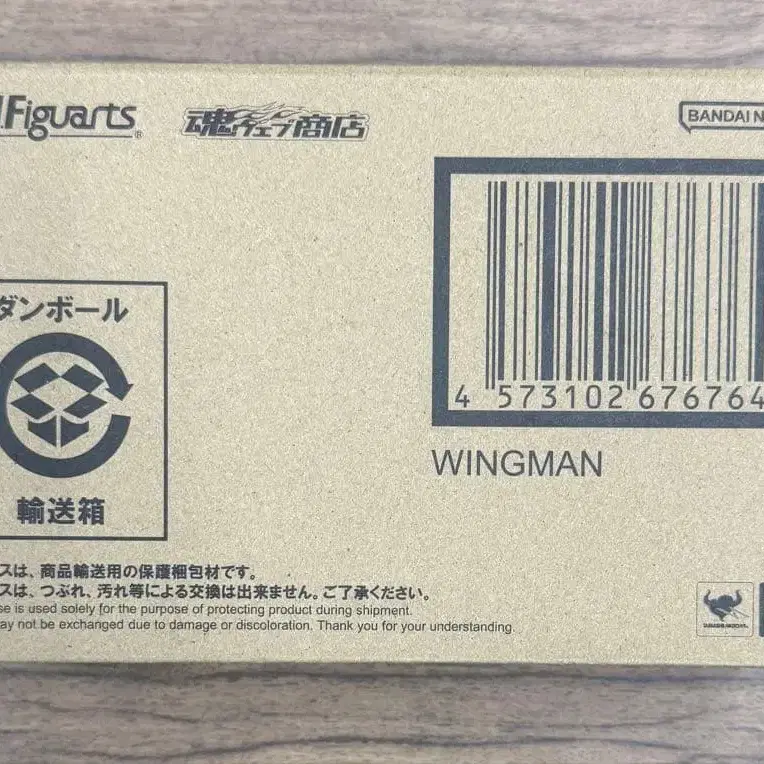 .Figuarts®
魂ウェブ商店
BANDAI N
4 573102 676764
WINGMAN
ダンボール
輸送箱
スは、商品輸送用の保護梱包材です。
スは、つぶれ、汚れ等による交換は出来ません。ご了承ください。
se is used solely for the purpose of protecting product during shipment.
ay not be exchanged due to damage or discoloration. Thank you for your understanding.